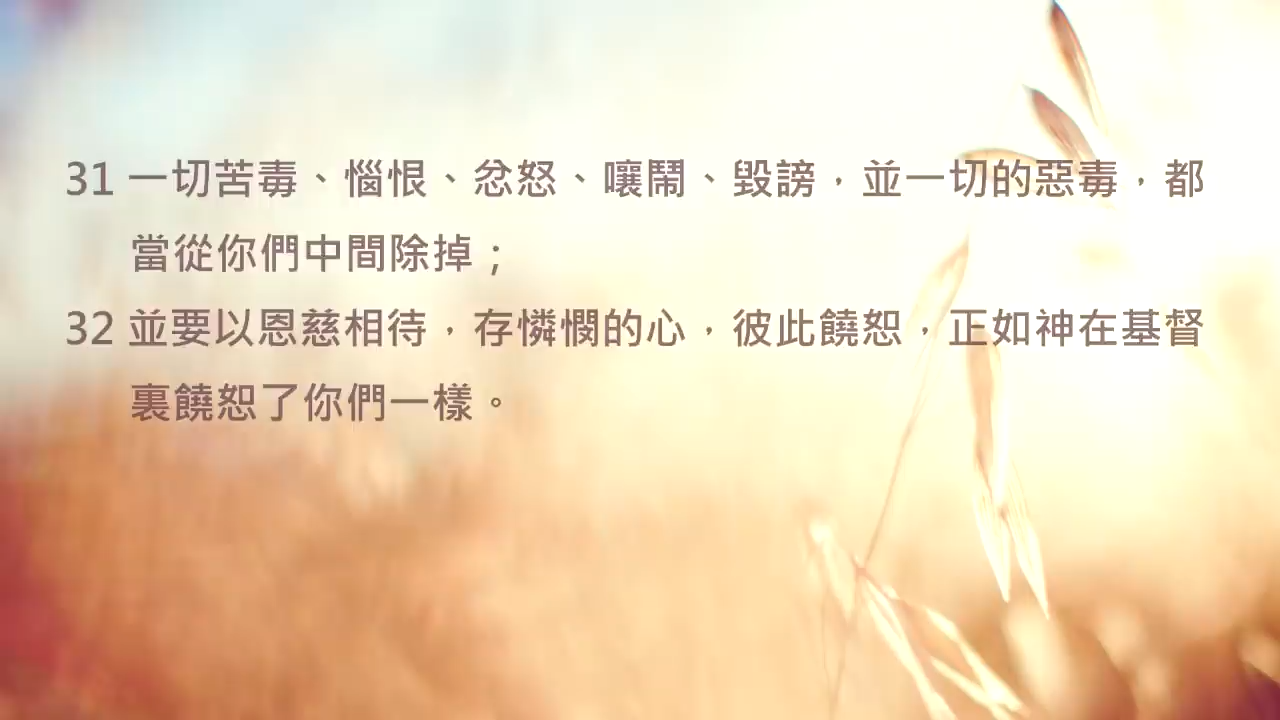 31 一切苦毒、惱恨、忿怒、嚷鬧、毀謗，並一切的惡毒，都
當從你們中間除掉；
32 並要以恩慈相待，存憐憫的心，彼此饒恕，正如神在基督
裏饒恕了你們一樣。